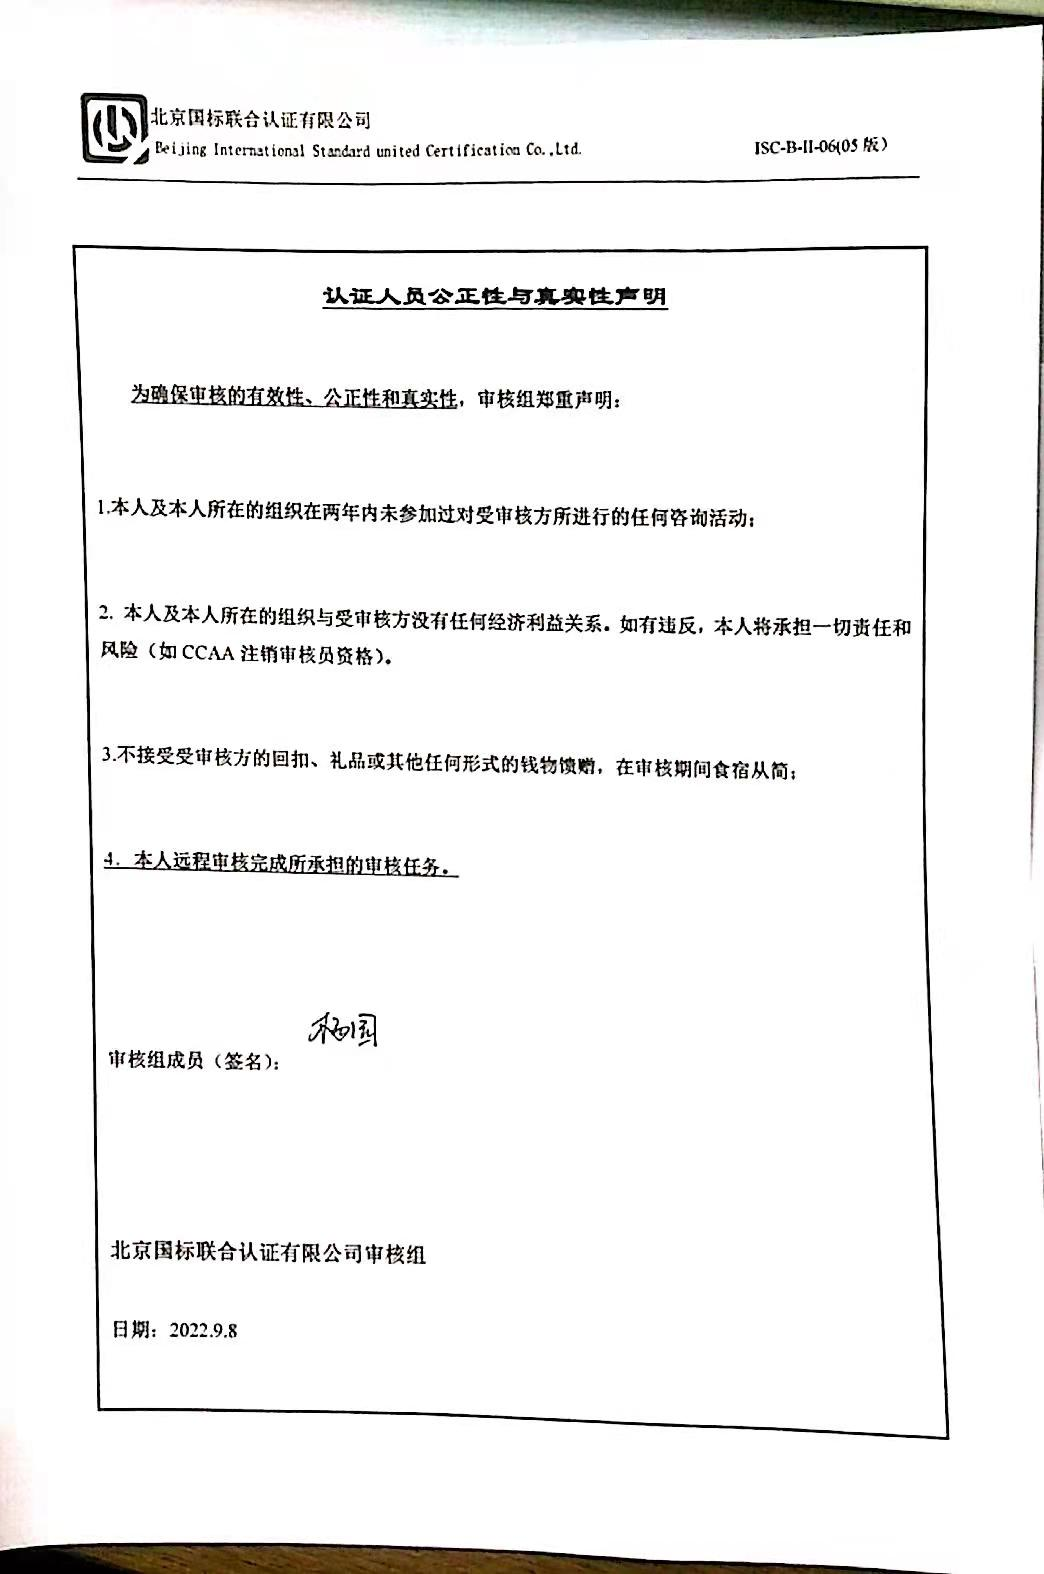 北京国标联合认证有限公司
Beijing International Standard united Certification Co.,Ltd.
ISC-B-II-06(05 版)
认证人员公正性与真实性声明
为确保审核的有效性、公正性和真实性，审核组郑重声明：
1.本人及本人所在的组织在两年内未参加过对受审核方所进行的任何咨询活动；
2. 本人及本人所在的组织与受审核方没有任何经济利益关系。如有违反，本人将承担一切责任和
风险（如 CCAA 注销审核员资格）。
3.不接受受审核方的回扣、礼品或其他任何形式的钱物馈赠，在审核期间食宿从简；
4. 本人远程审核完成所承担的审核任务。
审核组成员（签名）：
北京国标联合认证有限公司审核组
日期：2022.9.8